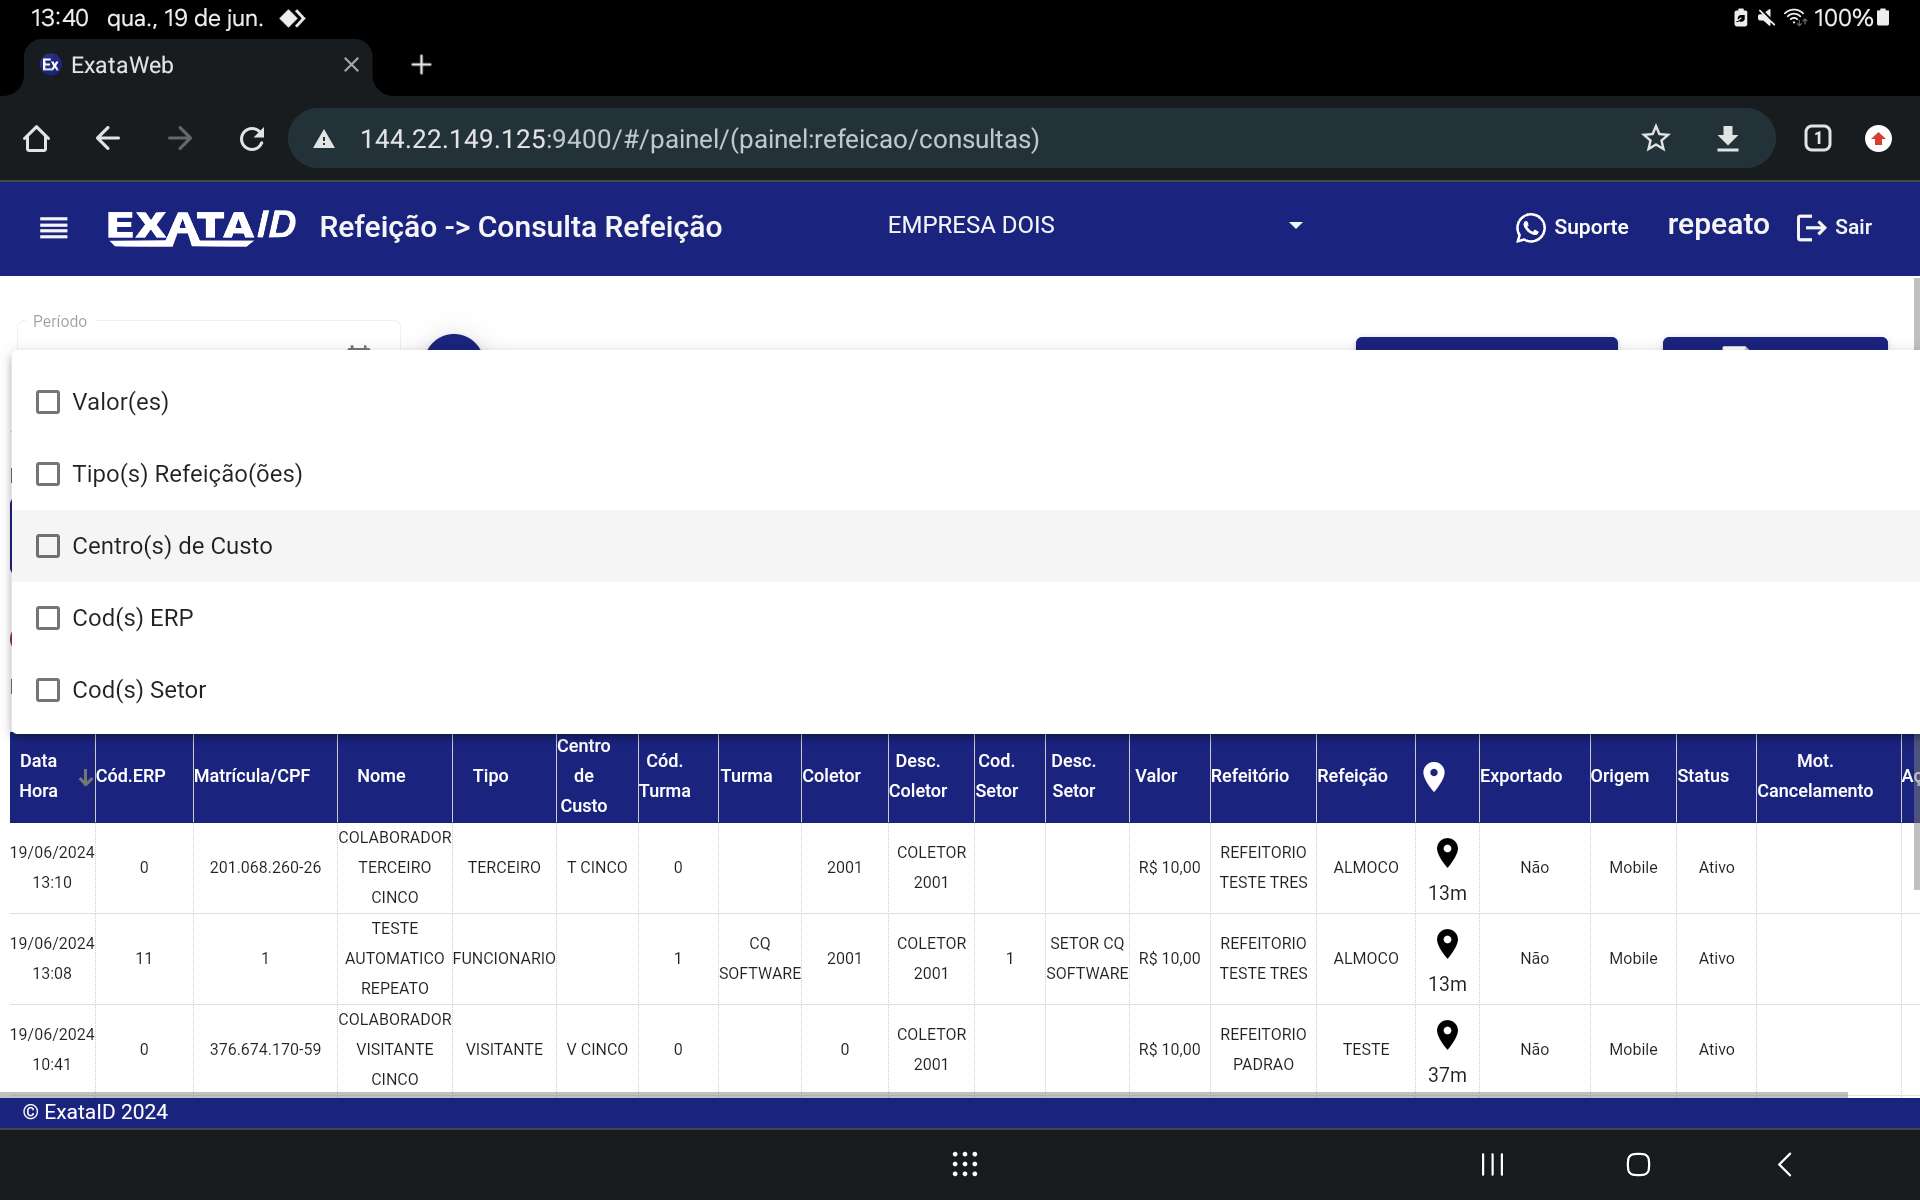 13:40 qua., 19 de jun. 100%
Ex ExataWeb
144.22.149.125:9400/#/painel/(painel:refeicao/consultas) 1
EXATAID Refeição -> Consulta Refeição EMPRESA DOIS Suporte repeato Sair
Período
Valor(es)
Tipo(s) Refeição(ões)
Centro(s) de Custo
Cod(s) ERP
Cod(s) Setor
Data Hora Cód.ERP Matrícula/CPF Nome Tipo Centro de Custo Cód. Turma Turma Coletor Desc. Coletor Cod. Setor Desc. Setor Valor Refeitório Refeição Exportado Origem Status Mot. Cancelamento
19/06/2024 13:10 0 201.068.260-26 COLABORADOR TERCEIRO CINCO TERCEIRO T CINCO 0 2001 COLETOR 2001 R$ 10,00 REFEITORIO TESTE TRES ALMOCO 13m Não Mobile Ativo
19/06/2024 13:08 11 1 TESTE AUTOMATICO REPEATO FUNCIONARIO 1 CQ SOFTWARE 2001 COLETOR 2001 1 SETOR CQ SOFTWARE R$ 10,00 REFEITORIO TESTE TRES ALMOCO 13m Não Mobile Ativo
19/06/2024 10:41 0 376.674.170-59 COLABORADOR VISITANTE CINCO VISITANTE V CINCO 0 0 COLETOR 2001 R$ 10,00 REFEITORIO PADRAO TESTE 37m Não Mobile Ativo
© ExataID 2024